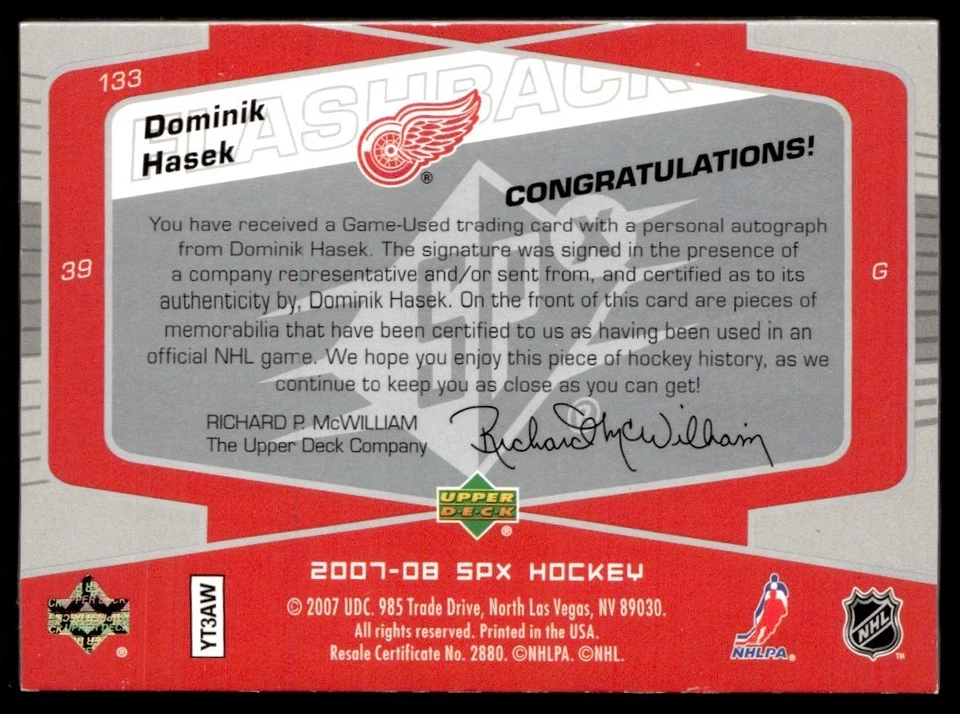 133
FLASHBACK
Dominik
Hasek
®
CONGRATULATIONS!
You have received a Game-Used trading card with a personal autograph
from Dominik Hasek. The signature was signed in the presence of
a company representative and/or sent from, and certified as to its
authenticity by, Dominik Hasek. On the front of this card are pieces of
memorabilia that have been certified to us as having been used in an
official NHL game. We hope you enjoy this piece of hockey history, as we
continue to keep you as close as you can get!
39
G
RICHARD P. McWILLIAM
The Upper Deck Company
Richard P McWilliam
UPPER
D·E·C·K
®
2007-08 SPX HOCKEY
© 2007 UDC. 985 Trade Drive, North Las Vegas, NV 89030.
All rights reserved. Printed in the USA.
Resale Certificate No. 2880. ©NHLPA. ©NHL.
YT3AW
®
NHLPA®
NHL
TM